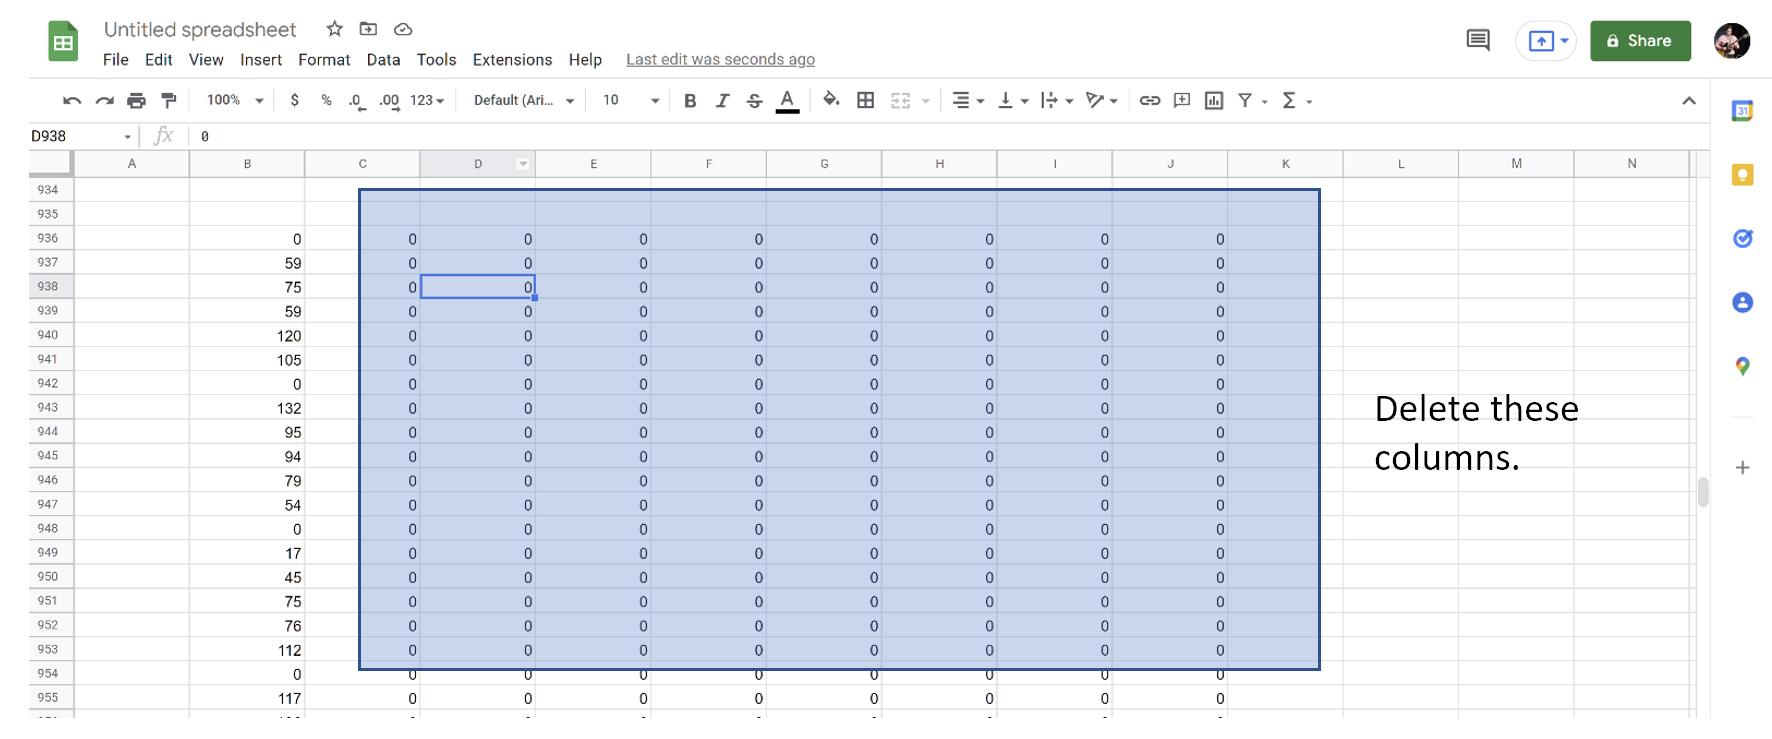 Untitled spreadsheet
File Edit View Insert Format Data Tools Extensions Help Last edit was seconds ago
Share
100% $ % .0 .00 123 Default (Ari... 10 B I S A Σ
31
D938 fx 0
A B C D E F G H I J K L M N
934
935
936 0 0 0 0 0 0 0 0 0
937 59 0 0 0 0 0 0 0 0
938 75 0 0 0 0 0 0 0 0
939 59 0 0 0 0 0 0 0 0
940 120 0 0 0 0 0 0 0 0
941 105 0 0 0 0 0 0 0 0
942 0 0 0 0 0 0 0 0 0
943 132 0 0 0 0 0 0 0 0
944 95 0 0 0 0 0 0 0 0
945 94 0 0 0 0 0 0 0 0
946 79 0 0 0 0 0 0 0 0
947 54 0 0 0 0 0 0 0 0
948 0 0 0 0 0 0 0 0 0
949 17 0 0 0 0 0 0 0 0
950 45 0 0 0 0 0 0 0 0
951 75 0 0 0 0 0 0 0 0
952 76 0 0 0 0 0 0 0 0
953 112 0 0 0 0 0 0 0 0
954 0 0 0 0 0 0 0 0 0
955 117 0 0 0 0 0 0 0 0
Delete these
columns.